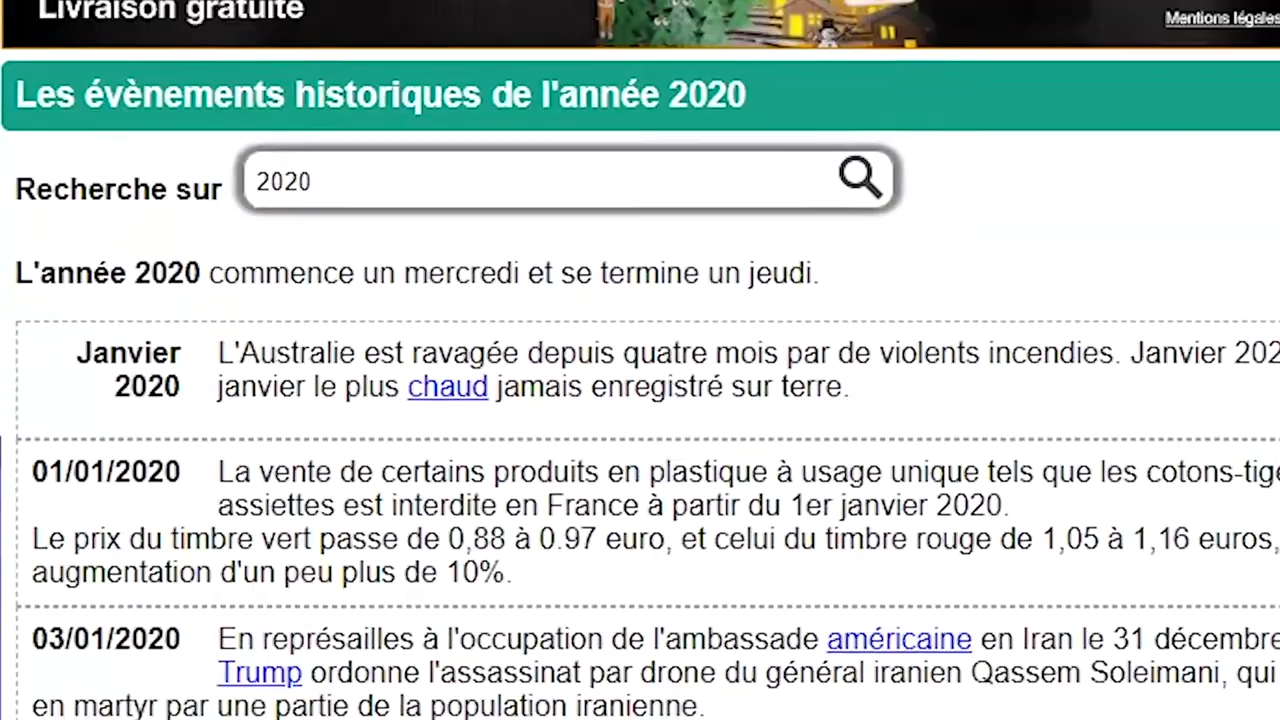 Livraison gratuite
Mentions légales
Les évènements historiques de l'année 2020
Recherche sur 2020
L'année 2020 commence un mercredi et se termine un jeudi.
Janvier 2020 L'Australie est ravagée depuis quatre mois par de violents incendies. Janvier 202
janvier le plus chaud jamais enregistré sur terre.
01/01/2020 La vente de certains produits en plastique à usage unique tels que les cotons-tige
assiettes est interdite en France à partir du 1er janvier 2020.
Le prix du timbre vert passe de 0,88 à 0.97 euro, et celui du timbre rouge de 1,05 à 1,16 euros,
augmentation d'un peu plus de 10%.
03/01/2020 En représailles à l'occupation de l'ambassade américaine en Iran le 31 décembre
Trump ordonne l'assassinat par drone du général iranien Qassem Soleimani, qui
en martyr par une partie de la population iranienne.